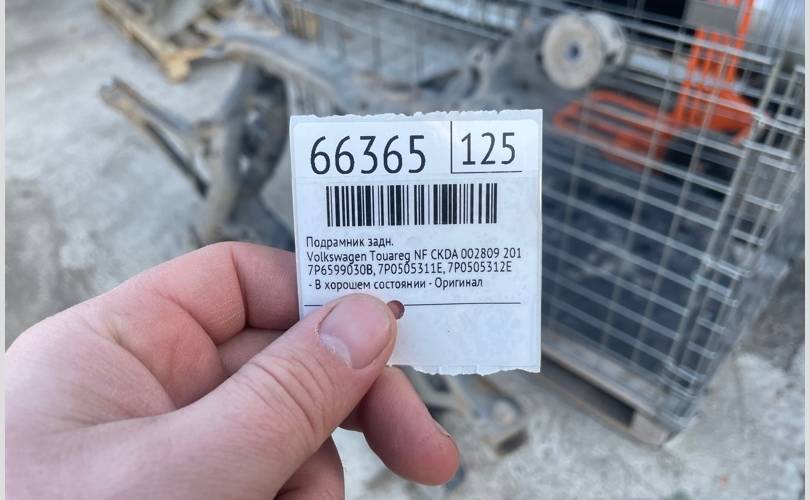 66365 125
Подрамник задн.
Volkswagen Touareg NF CKDA 002809 201
7P6599030B, 7P0505311E, 7P0505312E
- В хорошем состоянии - Оригинал